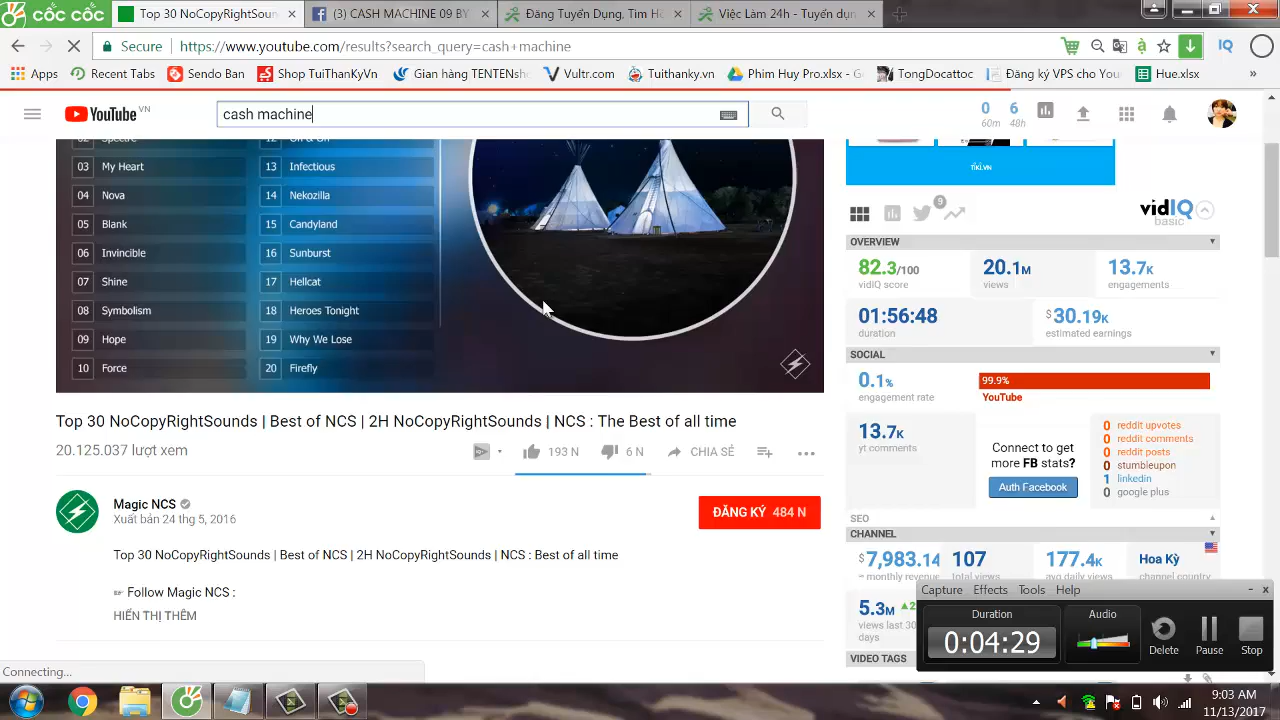 cốc cốc
Top 30 NoCopyRightSoun
(3) CASH MACHINE
Đăng Tuyển Dụng, Tìm Hồ
Việc Làm 24h - Tuyển dụn
Secure
https://www.youtube.com/results?search_query=cash+machine
IQ
Apps
Recent Tabs
Sendo Ban
Shop TuiThanKyVn
Gian hàng TENTENsh
Vultr.com
Tuithanky.vn
Phim Huy Pro.xlsx - G
TongDocates
Đăng ký VPS cho You
Hue.xlsx
»
YouTube VN
cash machine
0 60m
6 48h
03 My Heart
04 Nova
05 Blank
06 Invincible
07 Shine
08 Symbolism
09 Hope
10 Force
13 Infectious
14 Nekozilla
15 Candyland
16 Sunburst
17 Hellcat
18 Heroes Tonight
19 Why We Lose
20 Firefly
TIKI.VN
9
vidIQ
basic
OVERVIEW
82.3/100
vidIQ score
20.1M
views
13.7K
engagements
01:56:48
duration
$30.19K
estimated earnings
SOCIAL
0.1%
engagement rate
99.9%
YouTube
13.7K
yt comments
Connect to get
more FB stats?
Auth Facebook
0 reddit upvotes
0 reddit comments
0 reddit posts
0 stumbleupon
1 linkedin
0 google plus
SEO
CHANNEL
$7,983.14
~ monthly revenue
107
total views
177.4K
avg daily views
Hoa Kỳ
channel country
5.3M ▲2
views last 30
days
VIDEO TAGS
Top 30 NoCopyRightSounds | Best of NCS | 2H NoCopyRightSounds | NCS : The Best of all time
20.125.037 lượt xem
193 N
6 N
CHIA SẺ
Magic NCS
Xuất bản 24 thg 5, 2016
ĐĂNG KÝ 484 N
Top 30 NoCopyRightSounds | Best of NCS | 2H NoCopyRightSounds | NCS : Best of all time
☞ Follow Magic NCS :
HIỂN THỊ THÊM
Connecting...
Capture
Effects
Tools
Help
Duration
0:04:29
Audio
Delete
Pause
Stop
9:03 AM
11/13/2017